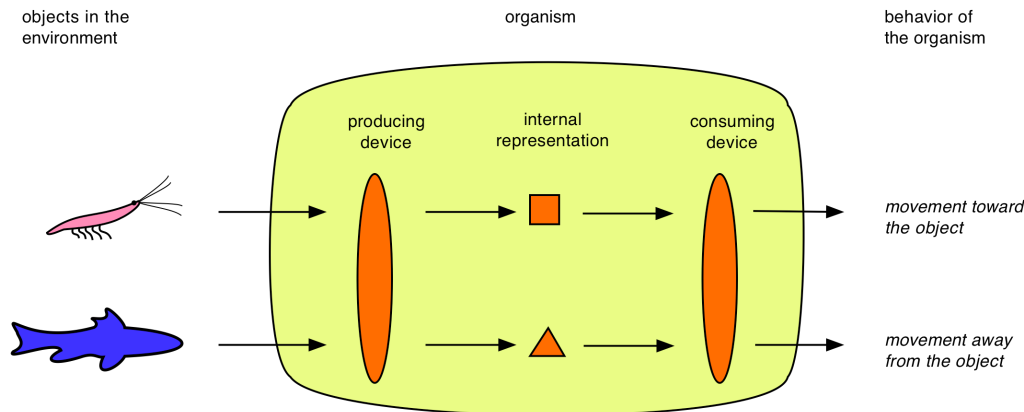 objects in the
environment
organism
behavior of
the organism
producing
device
internal
representation
consuming
device
movement toward
the object
movement away
from the object